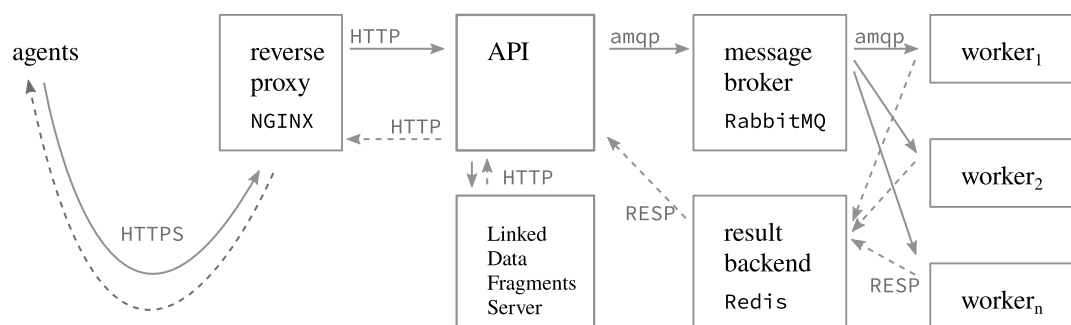 agents
HTTPS
reverse
proxy
NGINX
HTTP
HTTP
API
HTTP
Linked
Data
Fragments
Server
amqp
message
broker
RabbitMQ
RESP
result
backend
Redis
amqp
RESP
worker₁
worker₂
workerₙ